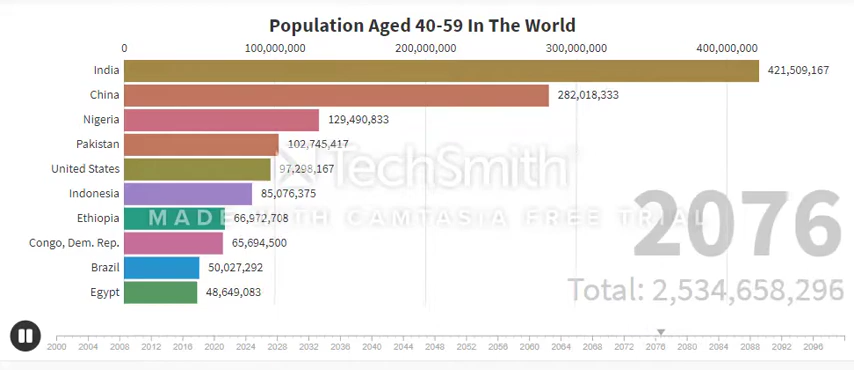 Population Aged 40-59 In The World
0 100,000,000 200,000,000 300,000,000 400,000,000
India 421,509,167
China 282,018,333
Nigeria 129,490,833
Pakistan 102,745,417
United States 97,298,167
Indonesia 85,076,375
Ethiopia 66,972,708
Congo, Dem. Rep. 65,694,500
Brazil 50,027,292
Egypt 48,649,083
TechSmith
MADE WITH CAMTASIA FREE TRIAL
2076
Total: 2,534,658,296
2000 2004 2008 2012 2016 2020 2024 2028 2032 2036 2040 2044 2048 2052 2056 2060 2064 2068 2072 2076 2080 2084 2088 2092 2096